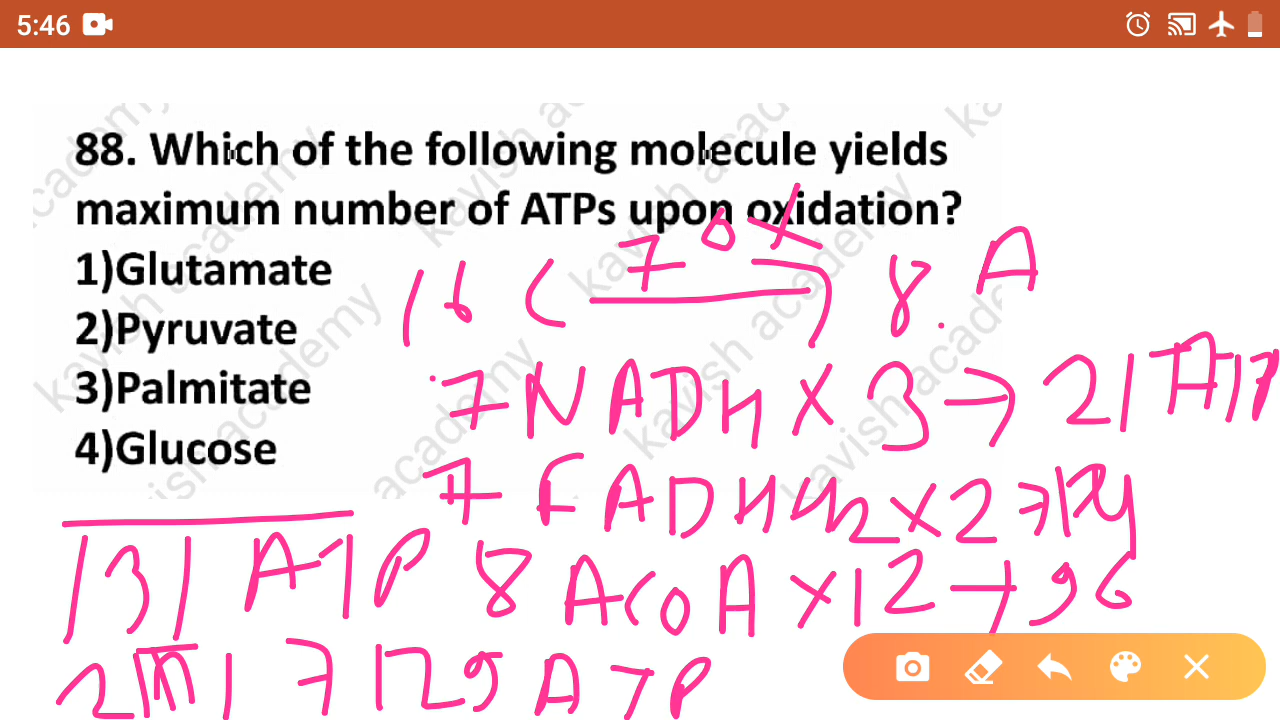 5:46
88. Which of the following molecule yields
maximum number of ATPs upon oxidation?
1)Glutamate
2)Pyruvate
3)Palmitate
4)Glucose
16 C 7 ox 8 A
7 NADH X 3 → 21 ATP
7 FADH2 X 2 → 14
131 ATP 8 ACOA X 12 → 96
2 → 129 ATP
kavish academy